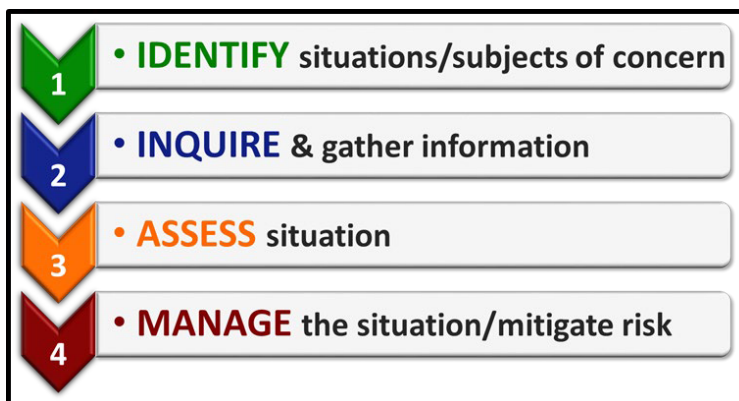 1 • IDENTIFY situations/subjects of concern
2 • INQUIRE & gather information
3 • ASSESS situation
4 • MANAGE the situation/mitigate risk